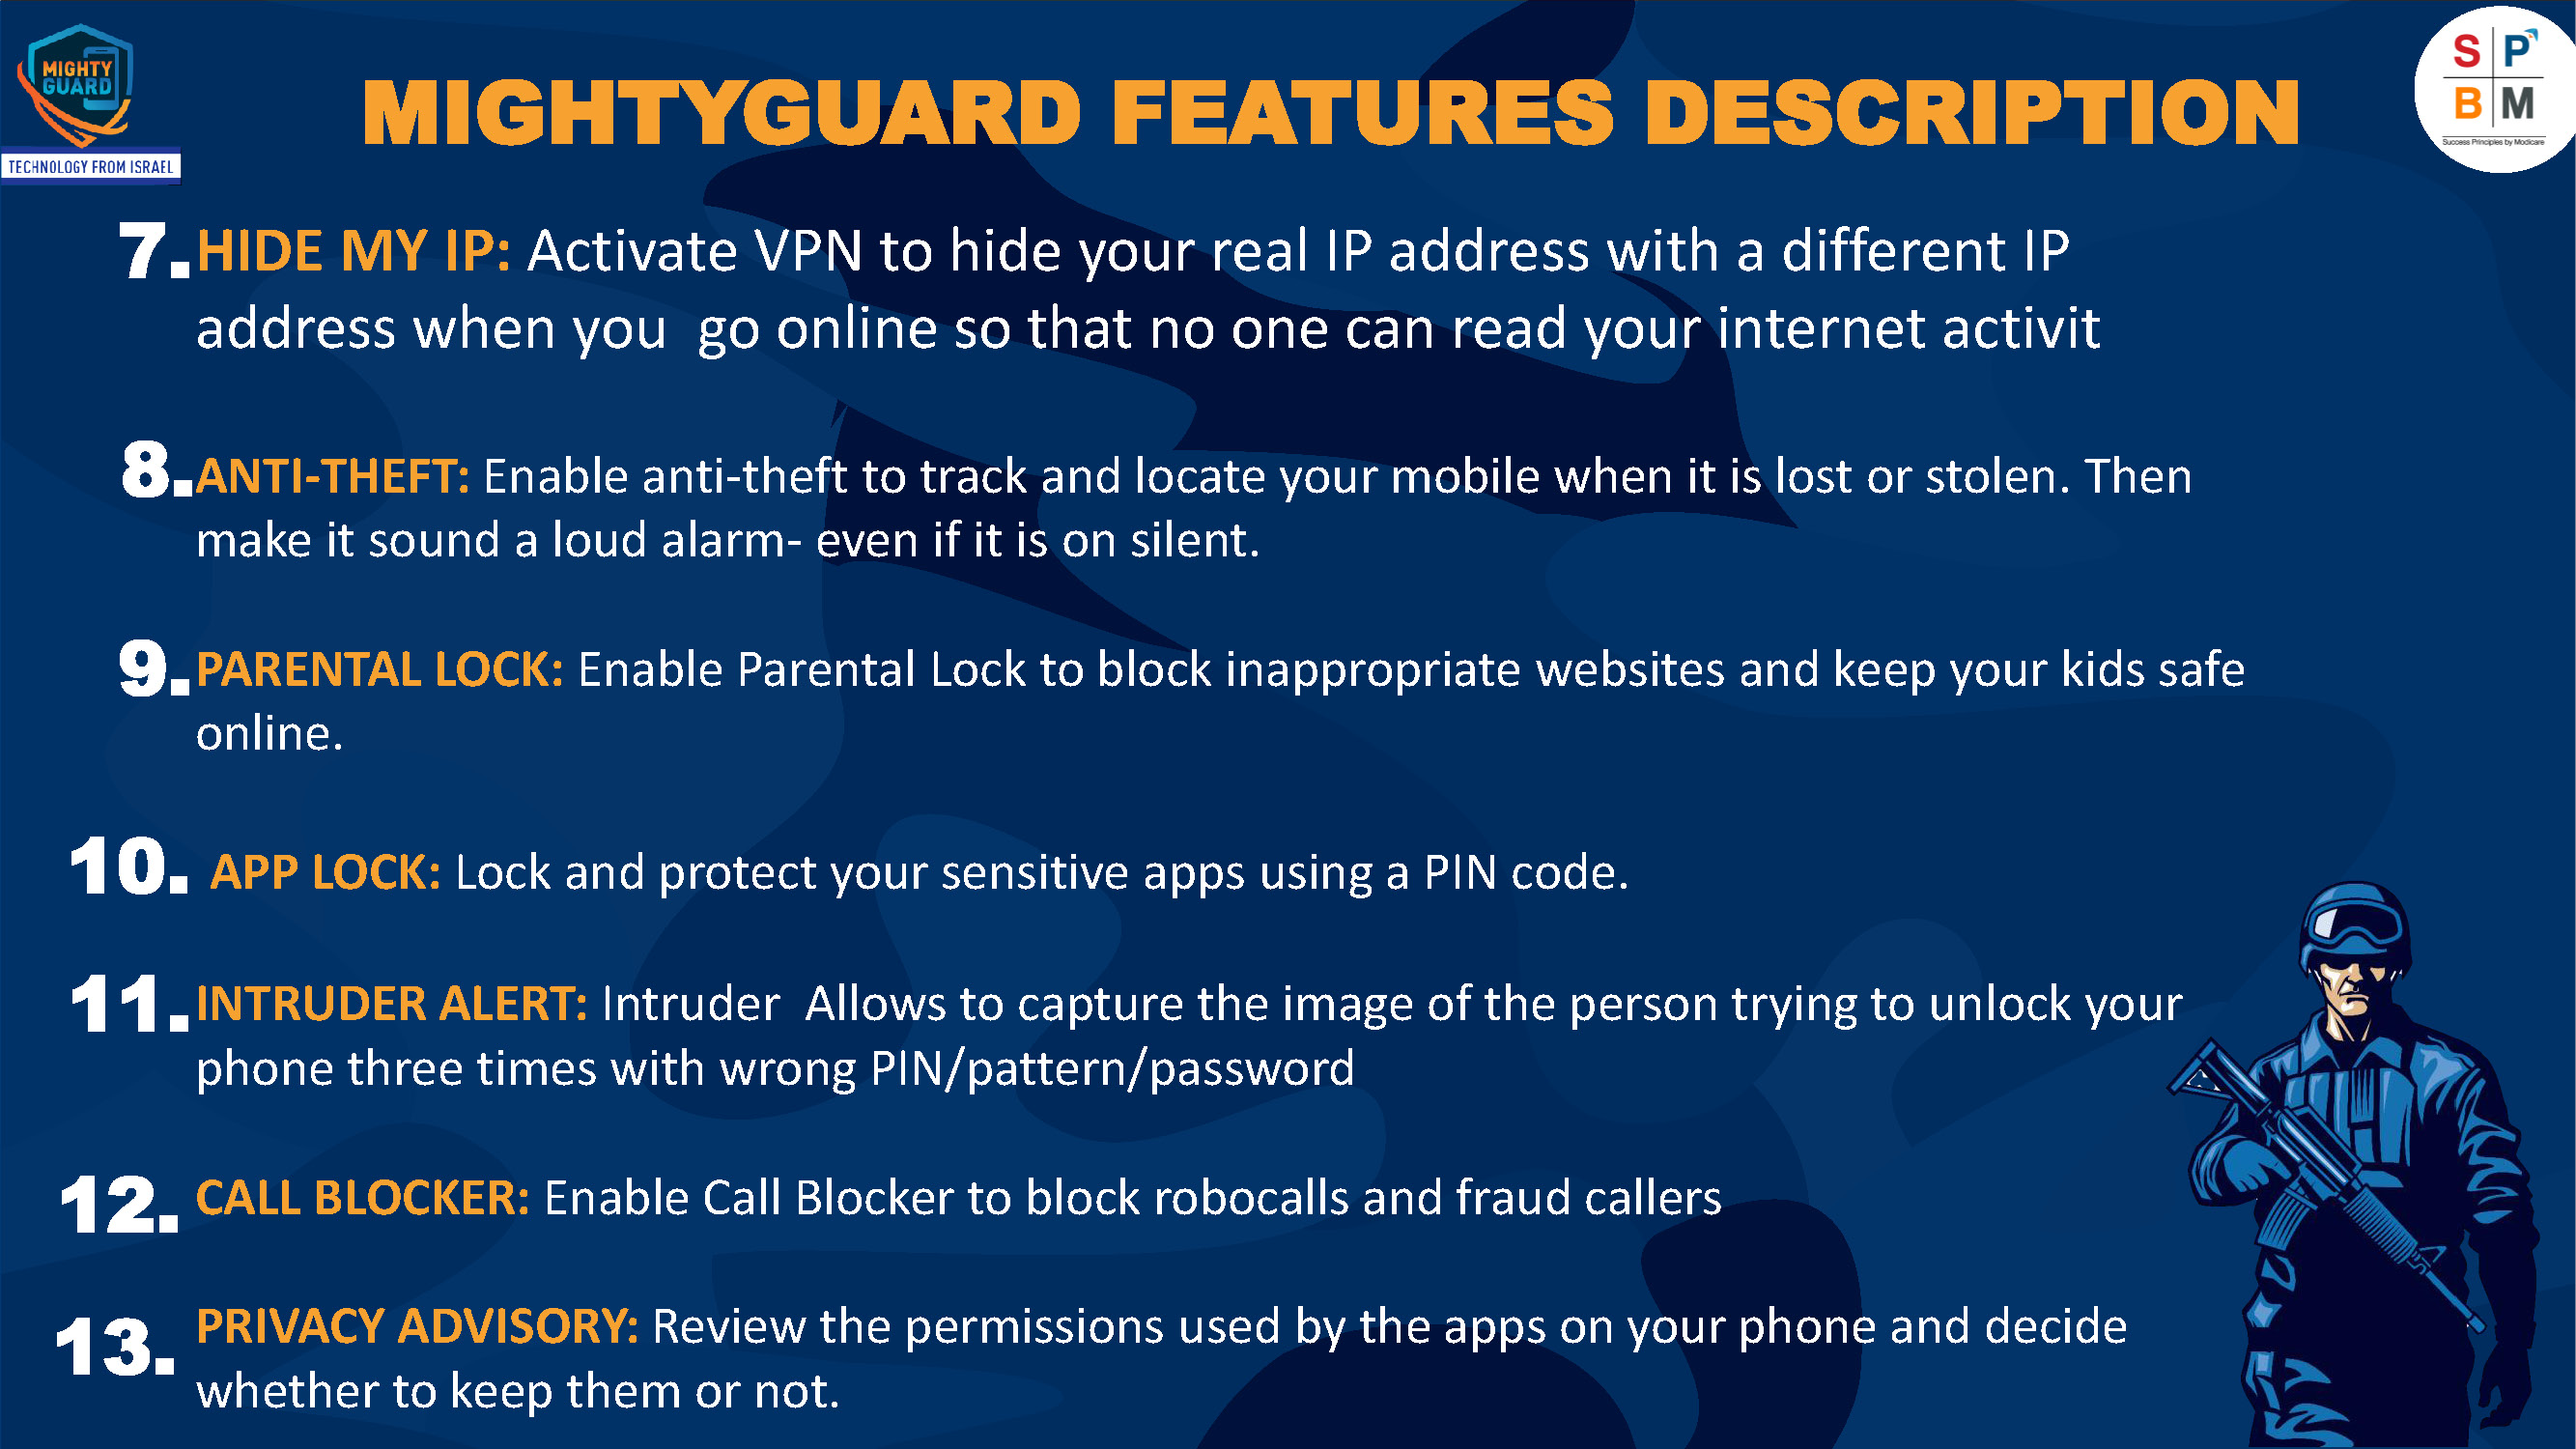 MIGHTY
GUARD
TECHNOLOGY FROM ISRAEL
MIGHTYGUARD FEATURES DESCRIPTION
S P
B M
Success Principles by Modicare
7. HIDE MY IP: Activate VPN to hide your real IP address with a different IP
address when you go online so that no one can read your internet activit
8. ANTI-THEFT: Enable anti-theft to track and locate your mobile when it is lost or stolen. Then
make it sound a loud alarm- even if it is on silent.
9. PARENTAL LOCK: Enable Parental Lock to block inappropriate websites and keep your kids safe
online.
10. APP LOCK: Lock and protect your sensitive apps using a PIN code.
11. INTRUDER ALERT: Intruder Allows to capture the image of the person trying to unlock your
phone three times with wrong PIN/pattern/password
12. CALL BLOCKER: Enable Call Blocker to block robocalls and fraud callers
13. PRIVACY ADVISORY: Review the permissions used by the apps on your phone and decide
whether to keep them or not.